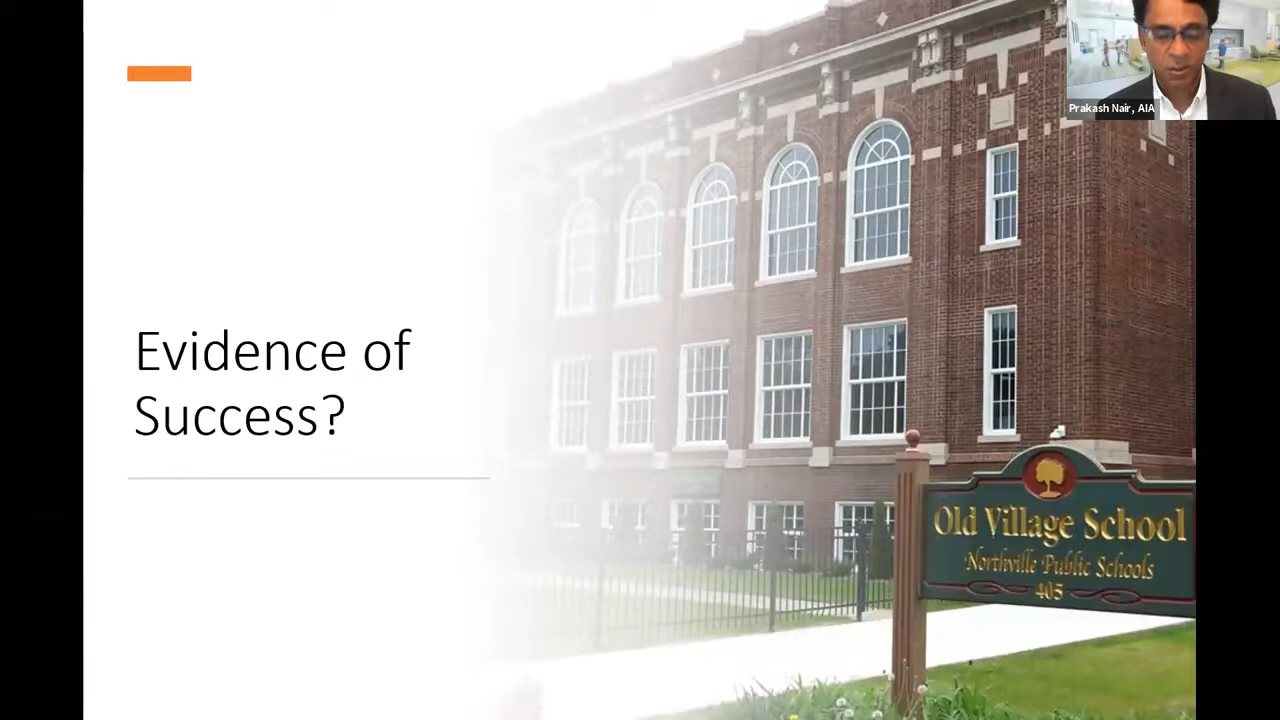 Prakash Nair, AIA
Evidence of
Success?
Old Village School
Northville Public Schools
405